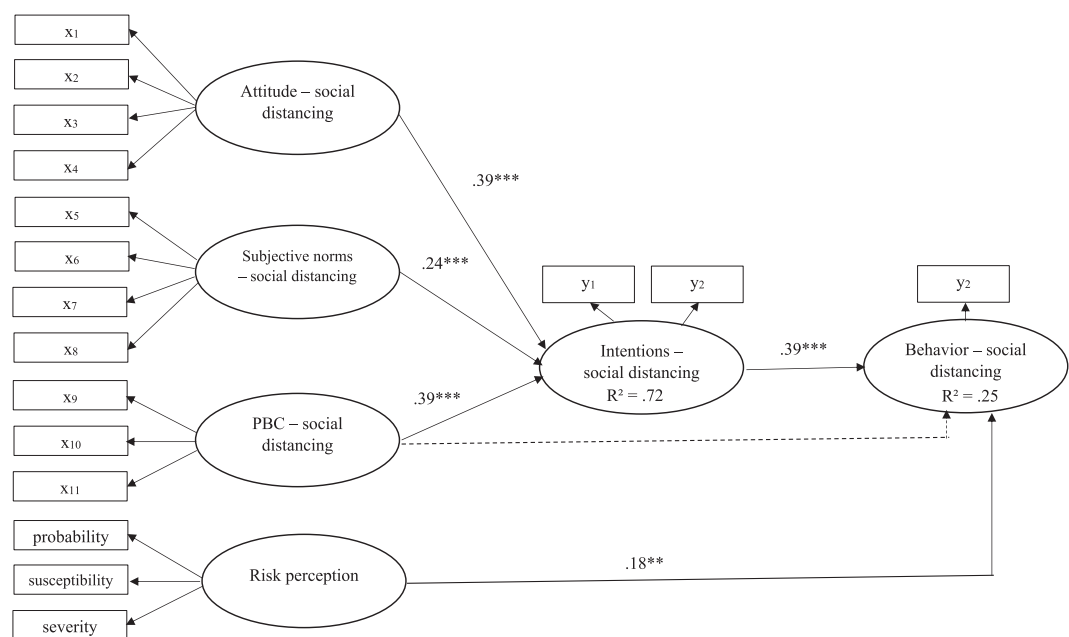 x1
x2
x3
x4
x5
x6
x7
x8
x9
x10
x11
probability
susceptibility
severity
Attitude – social
distancing
Subjective norms
– social distancing
PBC – social
distancing
Risk perception
.39***
.24***
.39***
.18**
y1
y2
Intentions –
social distancing
R² = .72
.39***
y2
Behavior – social
distancing
R² = .25